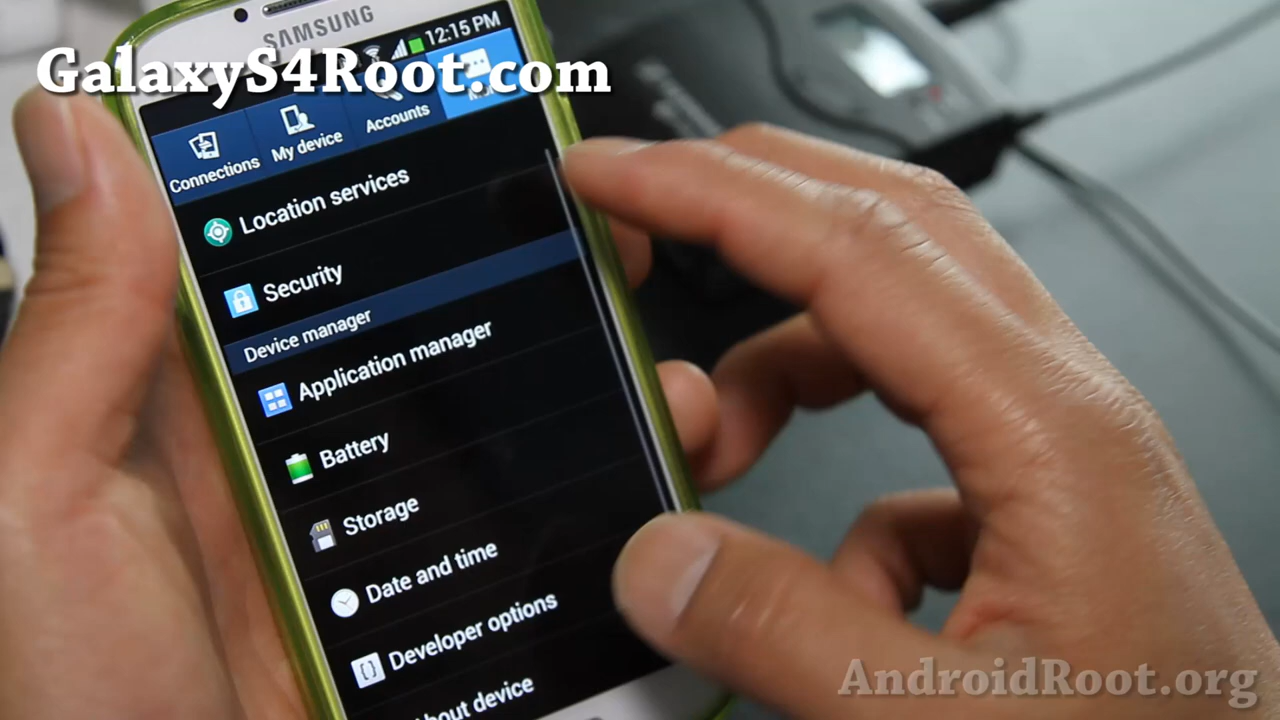 SAMSUNG
12:15 PM
GalaxyS4Root.com
Connections
My device
Accounts
Location services
Security
Device manager
Application manager
Battery
Storage
Date and time
Developer options
device
AndroidRoot.org